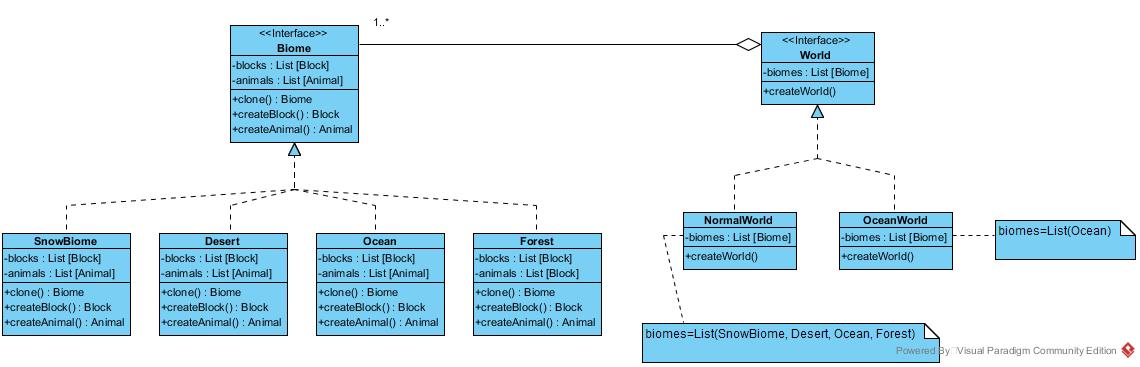 1..*
<<Interface>>
Biome
-blocks : List [Block]
-animals : List [Animal]
+clone() : Biome
+createBlock() : Block
+createAnimal() : Animal
<<Interface>>
World
-biomes : List [Biome]
+createWorld()
SnowBiome
-blocks : List [Block]
-animals : List [Animal]
+clone() : Biome
+createBlock() : Block
+createAnimal() : Animal
Desert
-blocks : List [Block]
-animals : List [Animal]
+clone() : Biome
+createBlock() : Block
+createAnimal() : Animal
Ocean
-blocks : List [Block]
-animals : List [Animal]
+clone() : Biome
+createBlock() : Block
+createAnimal() : Animal
Forest
-blocks : List [Block]
-animals : List [Block]
+clone() : Biome
+createBlock() : Block
+createAnimal() : Animal
NormalWorld
-biomes : List [Biome]
+createWorld()
OceanWorld
-biomes : List [Biome]
+createWorld()
biomes=List(Ocean)
biomes=List(SnowBiome, Desert, Ocean, Forest)
Powered By Visual Paradigm Community Edition